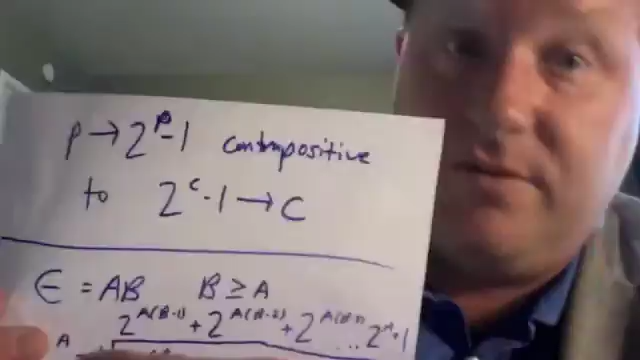 p → 2^p-1 contrapositive
to 2^c-1 → C
E = AB B ≥ A
2^A(B-1) + 2^A(B-2) + 2^A(B-3) ... 2^A+1
A